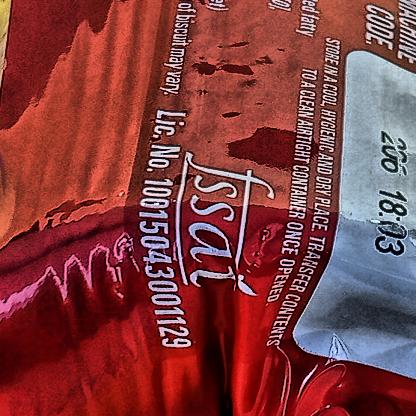 CODE.
18:03
STORE IN A COOL, HYGIENIC AND DRY PLACE. TRANSFER CONTENTS
TO A CLEAN AIRTIGHT CONTAINER ONCE OPENED
fatty
fssai
of biscuit may vary.
Lic. No. 10015043001129